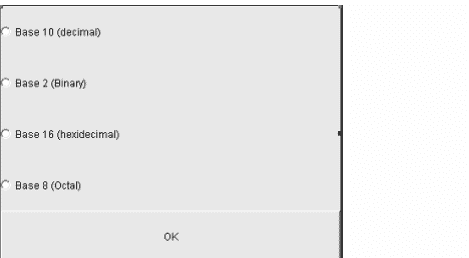 Base 10 (decimal)
Base 2 (Binary)
Base 16 (hexidecimal)
Base 8 (Octal)
OK